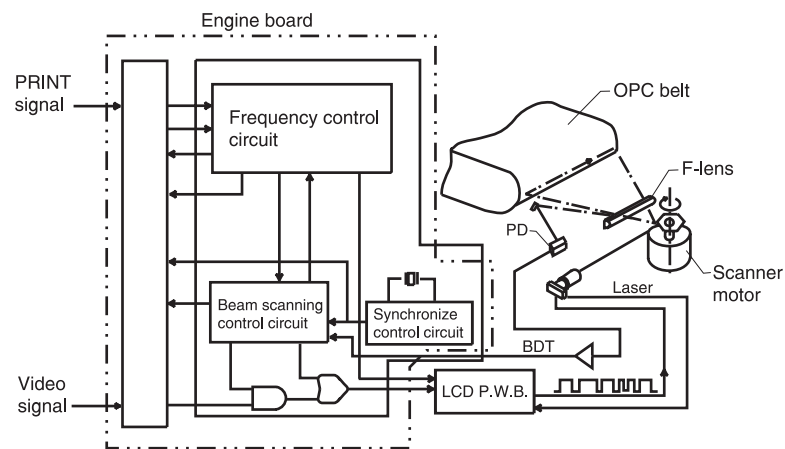 Engine board
PRINT
signal
Frequency control
circuit
OPC belt
F-lens
PD
Scanner
motor
Laser
Beam scanning
control circuit
Synchronize
control circuit
BDT
Video
signal
LCD P.W.B.